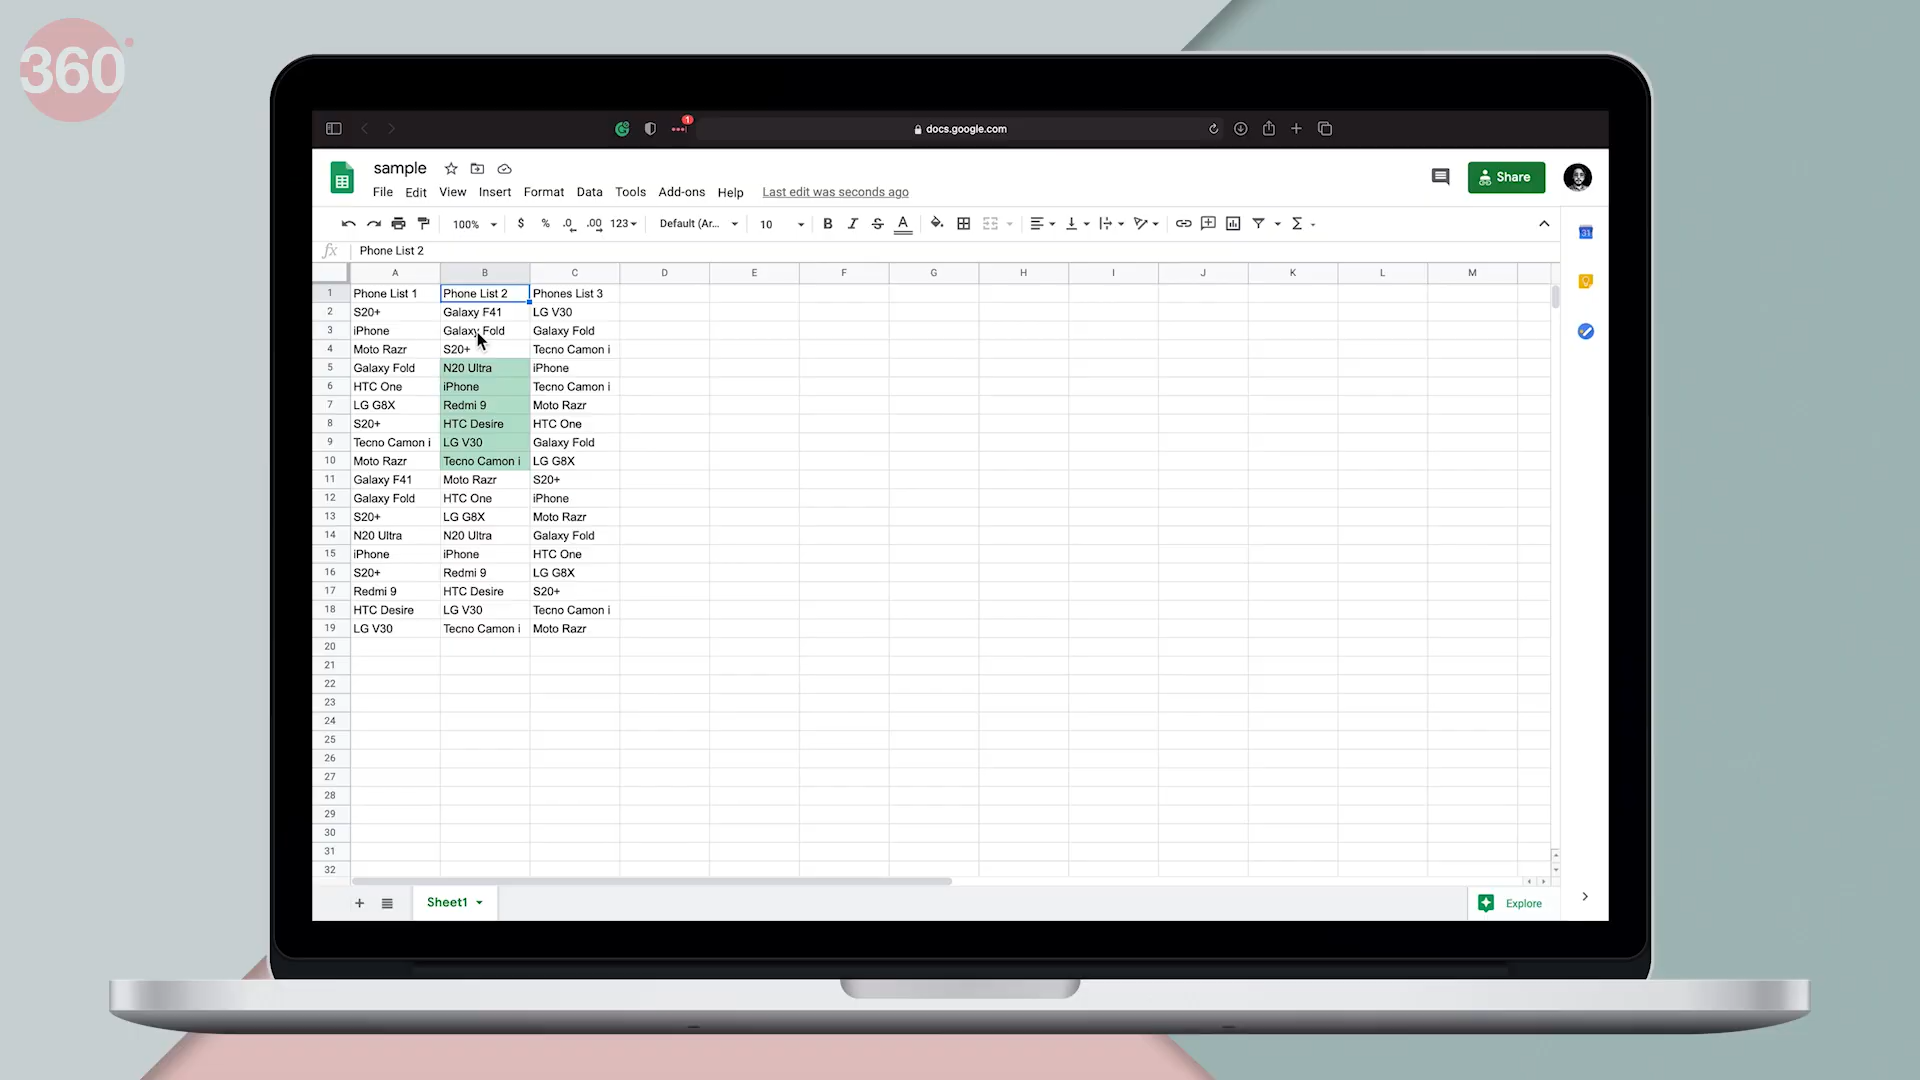 360
1
docs.google.com
sample
File Edit View Insert Format Data Tools Add-ons Help Last edit was seconds ago
Share
100% $ % .0 .00 123 Default (Ar... 10 B I S A Σ
31
fx Phone List 2
A B C D E F G H I J K L M
1 Phone List 1 Phone List 2 Phones List 3
2 S20+ Galaxy F41 LG V30
3 iPhone Galaxy Fold Galaxy Fold
4 Moto Razr S20+ Tecno Camon i
5 Galaxy Fold N20 Ultra iPhone
6 HTC One iPhone Tecno Camon i
7 LG G8X Redmi 9 Moto Razr
8 S20+ HTC Desire HTC One
9 Tecno Camon i LG V30 Galaxy Fold
10 Moto Razr Tecno Camon i LG G8X
11 Galaxy F41 Moto Razr S20+
12 Galaxy Fold HTC One iPhone
13 S20+ LG G8X Moto Razr
14 N20 Ultra N20 Ultra Galaxy Fold
15 iPhone iPhone HTC One
16 S20+ Redmi 9 LG G8X
17 Redmi 9 HTC Desire S20+
18 HTC Desire LG V30 Tecno Camon i
19 LG V30 Tecno Camon i Moto Razr
20
21
22
23
24
25
26
27
28
29
30
31
32
Sheet1
Explore